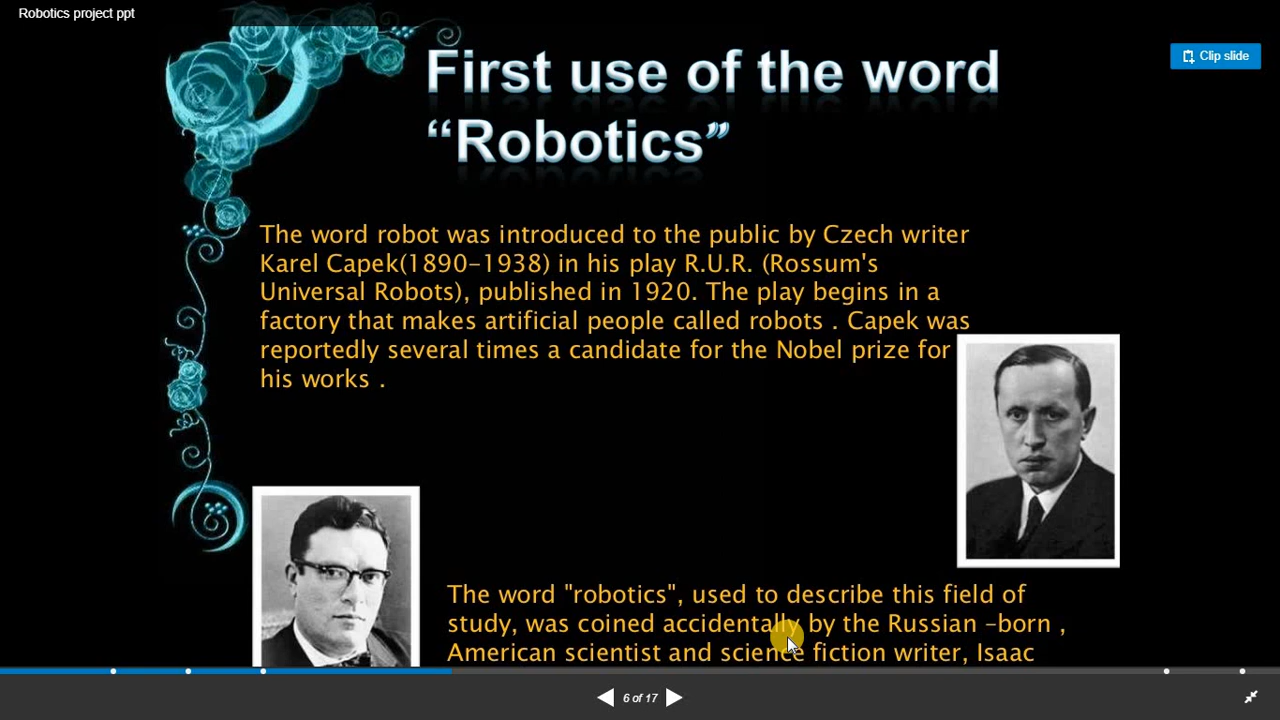 Robotics project ppt
Clip slide
First use of the word
“Robotics”
The word robot was introduced to the public by Czech writer
Karel Capek(1890-1938) in his play R.U.R. (Rossum's
Universal Robots), published in 1920. The play begins in a
factory that makes artificial people called robots . Capek was
reportedly several times a candidate for the Nobel prize for
his works .
The word "robotics", used to describe this field of
study, was coined accidentally by the Russian -born ,
American scientist and science fiction writer, Isaac
6 of 17